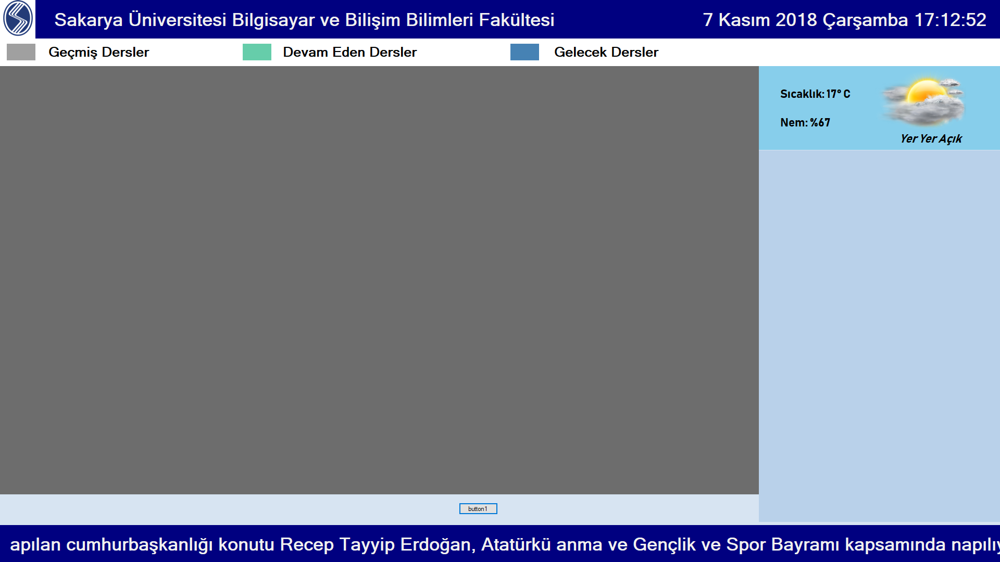 Sakarya Üniversitesi Bilgisayar ve Bilişim Bilimleri Fakültesi
7 Kasım 2018 Çarşamba 17:12:52
Geçmiş Dersler
Devam Eden Dersler
Gelecek Dersler
Sıcaklık: 17° C
Nem: %67
Yer Yer Açık
button1
apılan cumhurbaşkanlığı konutu Recep Tayyip Erdoğan, Atatürkü anma ve Gençlik ve Spor Bayramı kapsamında napılıy